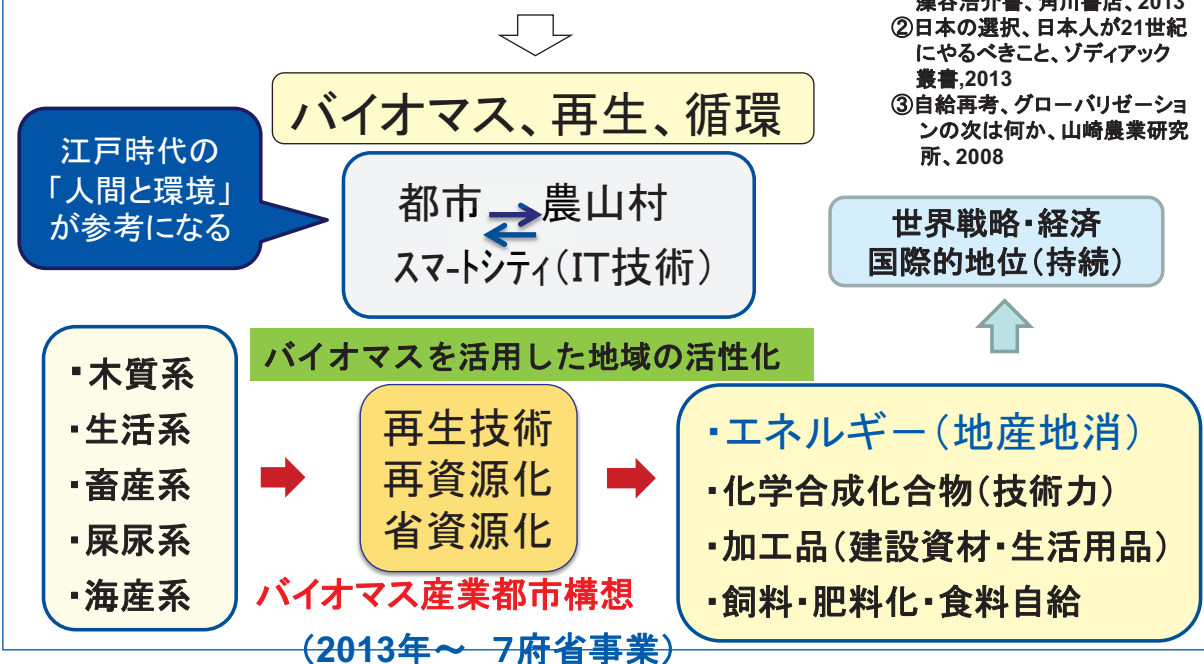 藻谷浩介書、角川書店、2013
②日本の選択、日本人が21世紀
にやるべきこと、ゾディアック
叢書,2013
③自給再考、グローバリゼーショ
ンの次は何か、山崎農業研究
所、2008
バイオマス、再生、循環
江戸時代の
「人間と環境」
が参考になる
都市 農山村
スマートシティ(IT技術)
世界戦略・経済
国際的地位(持続)
バイオマスを活用した地域の活性化
・木質系
・生活系
・畜産系
・屎尿系
・海産系
再生技術
再資源化
省資源化
・エネルギー(地産地消)
・化学合成化合物(技術力)
・加工品(建設資材・生活用品)
・飼料・肥料化・食料自給
バイオマス産業都市構想
(2013年～ 7府省事業)